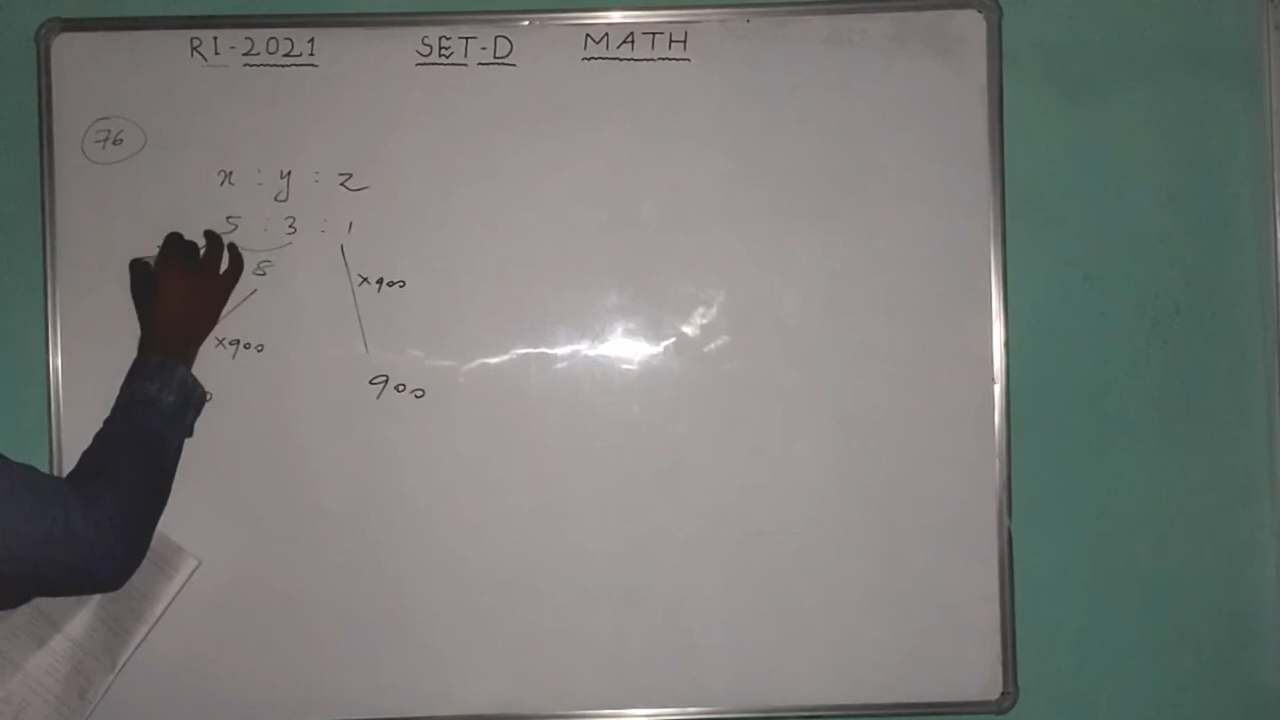 RI-2021 SET-D MATH
76
x : y : z
5 : 3 : 1
8
×900
×900
900